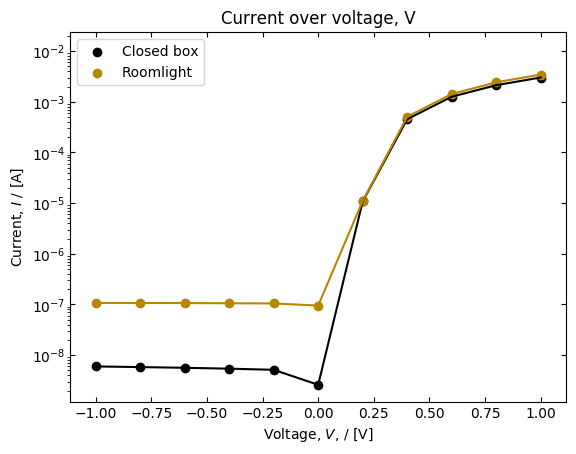 Current over voltage, V
Closed box
Roomlight
Current, I / [A]
10⁻²
10⁻³
10⁻⁴
10⁻⁵
10⁻⁶
10⁻⁷
10⁻⁸
−1.00 −0.75 −0.50 −0.25 0.00 0.25 0.50 0.75 1.00
Voltage, V, / [V]